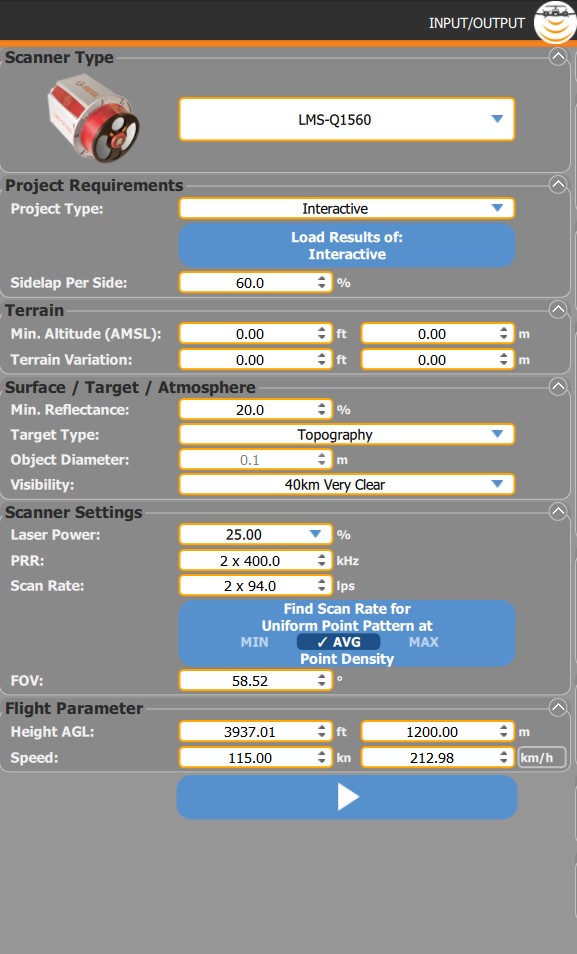 INPUT/OUTPUT
Scanner Type
LMS-Q1560
Project Requirements
Project Type: Interactive
Load Results of:
Interactive
Sidelap Per Side: 60.0 %
Terrain
Min. Altitude (AMSL): 0.00 ft 0.00 m
Terrain Variation: 0.00 ft 0.00 m
Surface / Target / Atmosphere
Min. Reflectance: 20.0 %
Target Type: Topography
Object Diameter: 0.1 m
Visibility: 40km Very Clear
Scanner Settings
Laser Power: 25.00 %
PRR: 2 x 400.0 kHz
Scan Rate: 2 x 94.0 lps
Find Scan Rate for
Uniform Point Pattern at
MIN ✓ AVG MAX
Point Density
FOV: 58.52 °
Flight Parameter
Height AGL: 3937.01 ft 1200.00 m
Speed: 115.00 kn 212.98 km/h